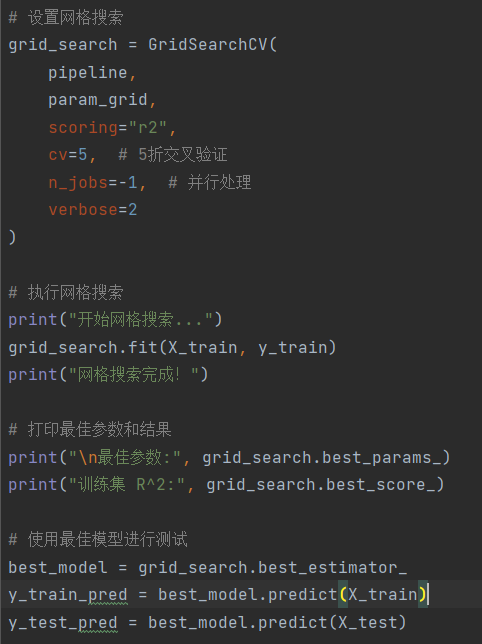 # 设置网格搜索
grid_search = GridSearchCV(
    pipeline,
    param_grid,
    scoring="r2",
    cv=5,  # 5折交叉验证
    n_jobs=-1,  # 并行处理
    verbose=2
)

# 执行网格搜索
print("开始网格搜索...")
grid_search.fit(X_train, y_train)
print("网格搜索完成！")

# 打印最佳参数和结果
print("\n最佳参数:", grid_search.best_params_)
print("训练集 R^2:", grid_search.best_score_)

# 使用最佳模型进行测试
best_model = grid_search.best_estimator_
y_train_pred = best_model.predict(X_train)
y_test_pred = best_model.predict(X_test)